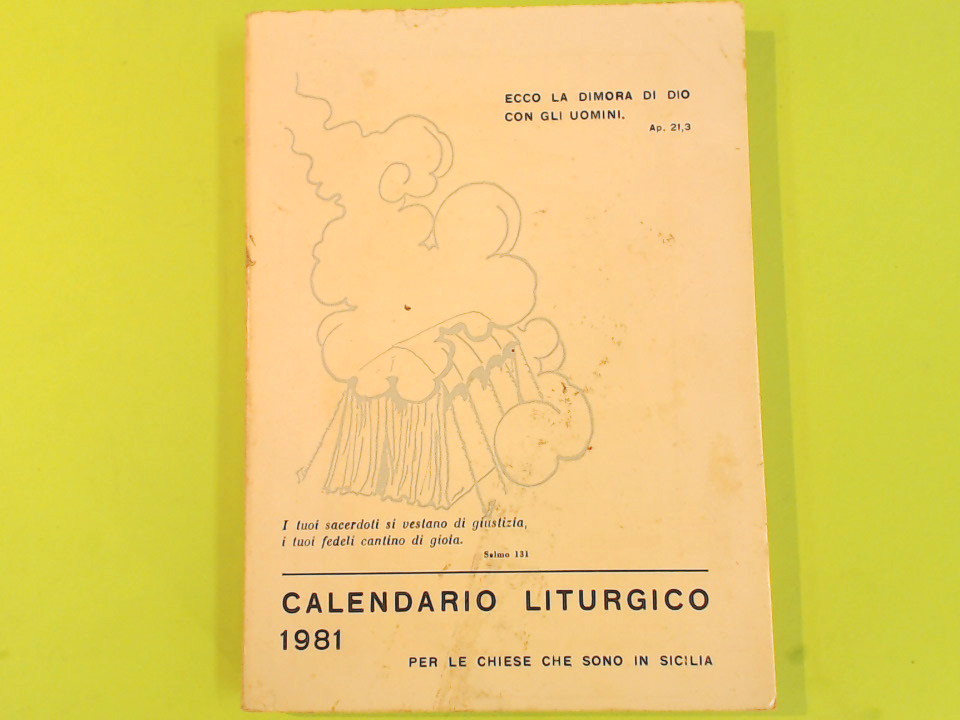 ECCO LA DIMORA DI DIO
CON GLI UOMINI.
Ap. 21,3
I tuoi sacerdoti si vestano di giustizia,
i tuoi fedeli cantino di gioia.
Salmo 131
CALENDARIO LITURGICO
1981
PER LE CHIESE CHE SONO IN SICILIA